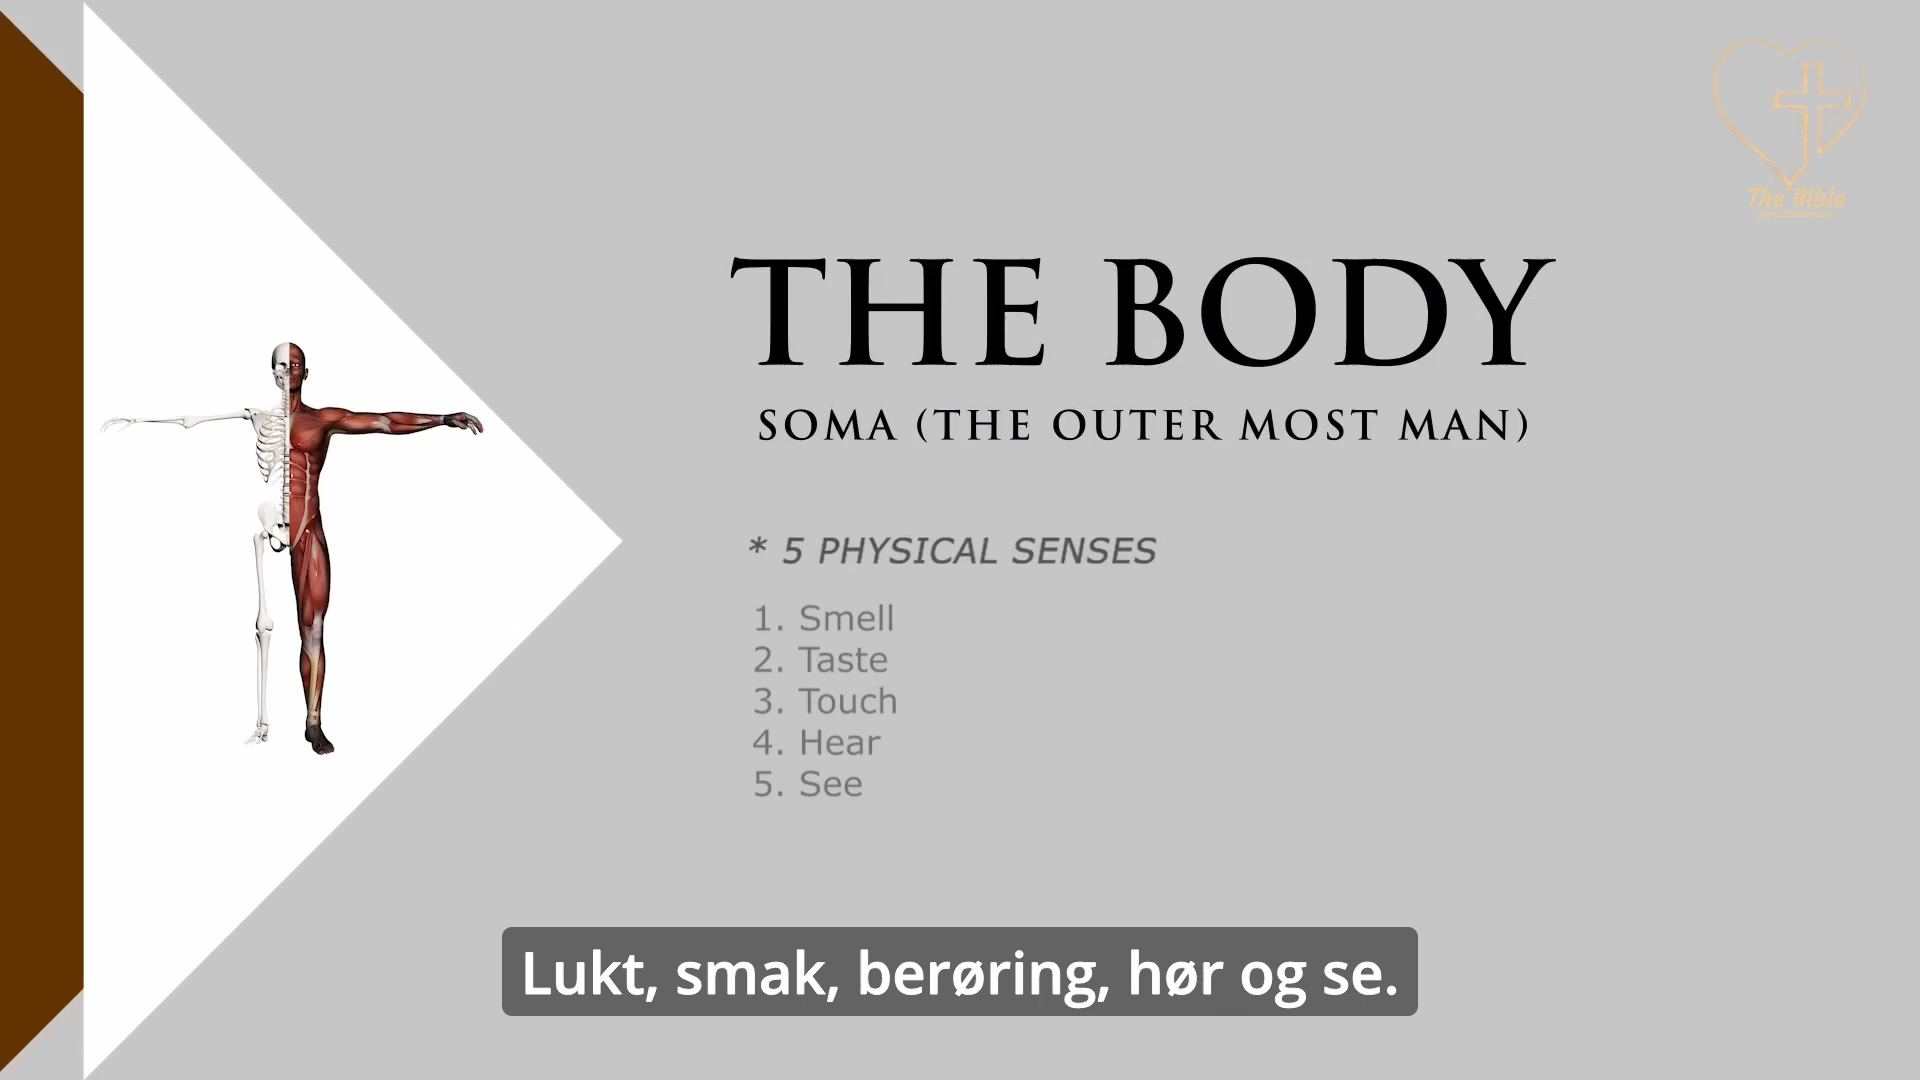 The Bible
THE BODY
SOMA (THE OUTER MOST MAN)
* 5 PHYSICAL SENSES
1. Smell
2. Taste
3. Touch
4. Hear
5. See
Lukt, smak, berøring, hør og se.